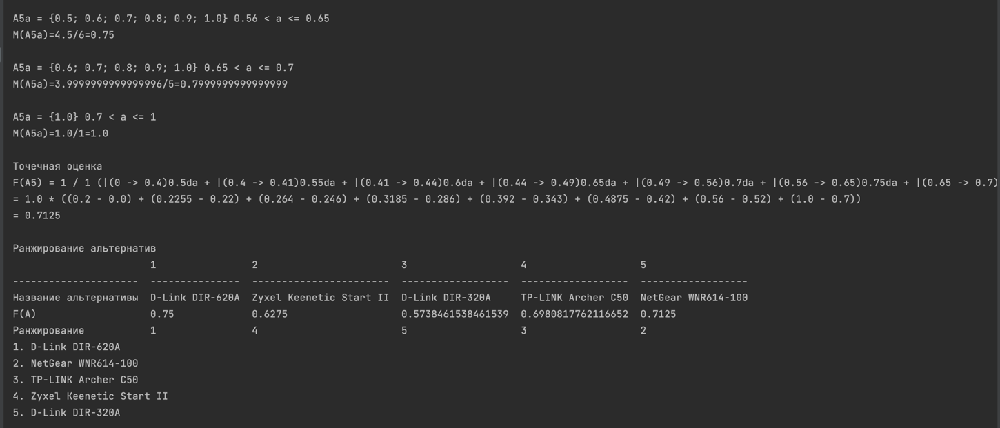 A5a = {0.5; 0.6; 0.7; 0.8; 0.9; 1.0} 0.56 < a <= 0.65
M(A5a)=4.5/6=0.75
A5a = {0.6; 0.7; 0.8; 0.9; 1.0} 0.65 < a <= 0.7
M(A5a)=3.9999999999999996/5=0.7999999999999999
A5a = {1.0} 0.7 < a <= 1
M(A5a)=1.0/1=1.0
Точечная оценка
F(A5) = 1 / 1 (|(0 -> 0.4)0.5da + |(0.4 -> 0.41)0.55da + |(0.41 -> 0.44)0.6da + |(0.44 -> 0.49)0.65da + |(0.49 -> 0.56)0.7da + |(0.56 -> 0.65)0.75da + |(0.65 -> 0.7)
= 1.0 * ((0.2 - 0.0) + (0.2255 - 0.22) + (0.264 - 0.246) + (0.3185 - 0.286) + (0.392 - 0.343) + (0.4875 - 0.42) + (0.56 - 0.52) + (1.0 - 0.7))
= 0.7125
Ранжирование альтернатив
1 2 3 4 5
--------------------- --------------- ----------------------- ------------------ ------------------ ------------------
Название альтернативы D-Link DIR-620A Zyxel Keenetic Start II D-Link DIR-320A TP-LINK Archer C50 NetGear WNR614-100
F(A) 0.75 0.6275 0.5738461538461539 0.6980817762116652 0.7125
Ранжирование 1 4 5 3 2
1. D-Link DIR-620A
2. NetGear WNR614-100
3. TP-LINK Archer C50
4. Zyxel Keenetic Start II
5. D-Link DIR-320A